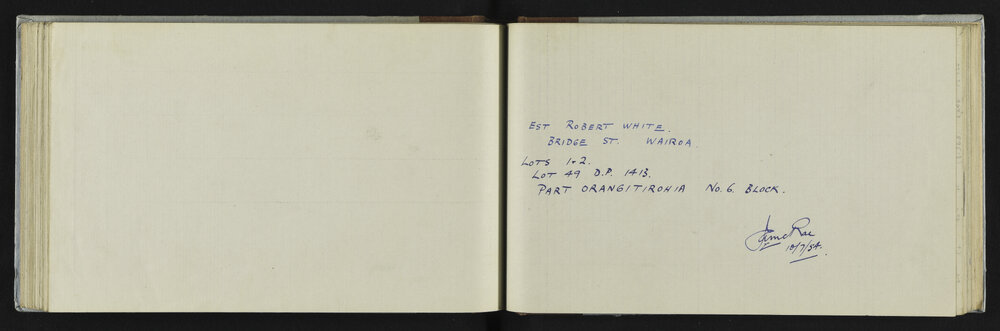 EST ROBERT WHITE.
BRIDGE ST. WAIROA.
LOTS 1+2.
LOT 49 D.P. 1413.
PART ORANGITIROHIA No. 6. BLOCK.
18/7/54.